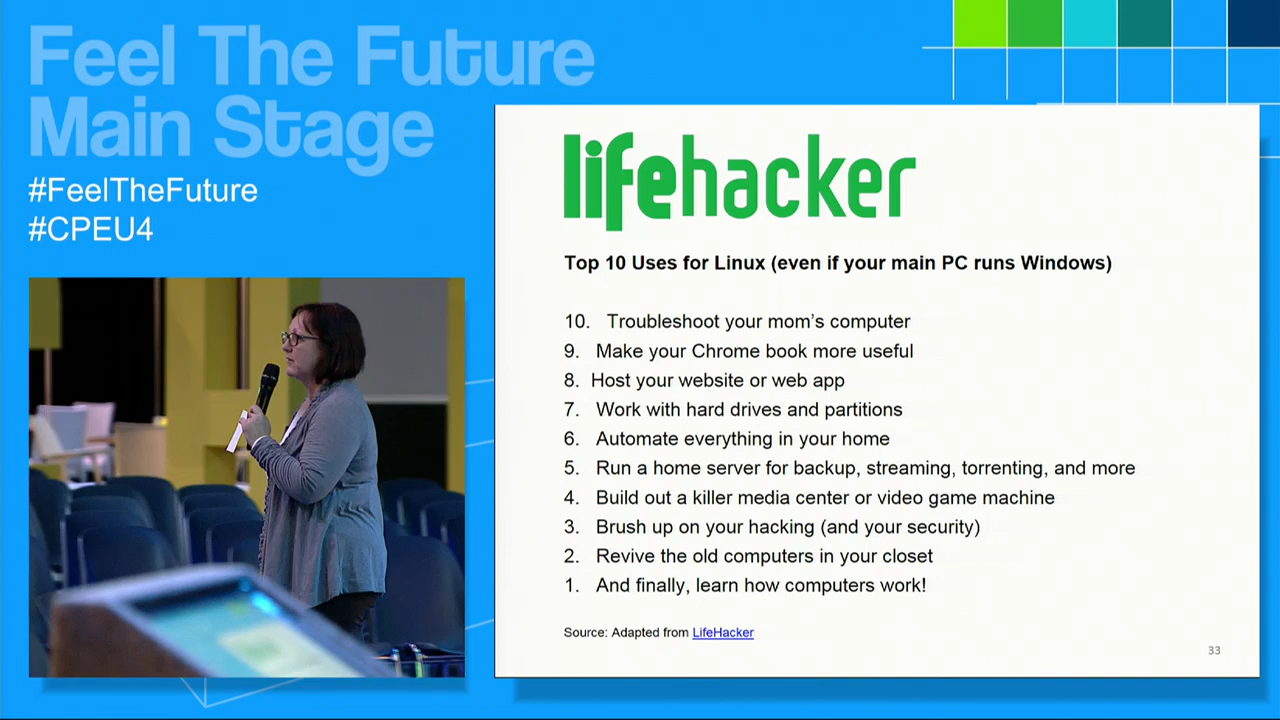 Feel The Future
Main Stage
#FeelTheFuture
#CPEU4
lifehacker
Top 10 Uses for Linux (even if your main PC runs Windows)
10. Troubleshoot your mom's computer
9. Make your Chrome book more useful
8. Host your website or web app
7. Work with hard drives and partitions
6. Automate everything in your home
5. Run a home server for backup, streaming, torrenting, and more
4. Build out a killer media center or video game machine
3. Brush up on your hacking (and your security)
2. Revive the old computers in your closet
1. And finally, learn how computers work!
Source: Adapted from LifeHacker
33